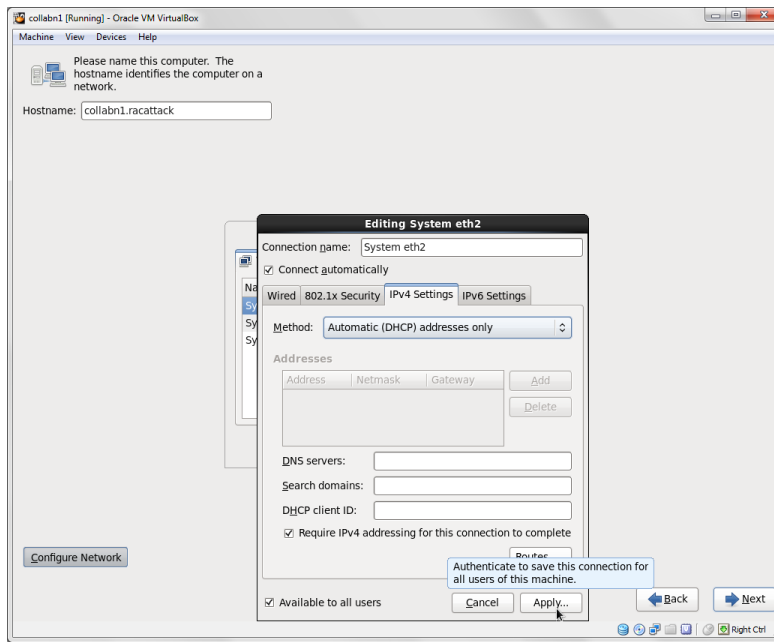 collabn1 [Running] - Oracle VM VirtualBox
Machine View Devices Help
Please name this computer. The
hostname identifies the computer on a
network.
Hostname: collabn1.racattack
Editing System eth2
Connection name: System eth2
Connect automatically
Na
Sy
Sy
Sy
Wired 802.1x Security IPv4 Settings IPv6 Settings
Method: Automatic (DHCP) addresses only
Addresses
Address Netmask Gateway Add
Delete
DNS servers:
Search domains:
DHCP client ID:
Require IPv4 addressing for this connection to complete
Routes...
Configure Network
Authenticate to save this connection for
all users of this machine.
Available to all users Cancel Apply...
Back Next
Right Ctrl